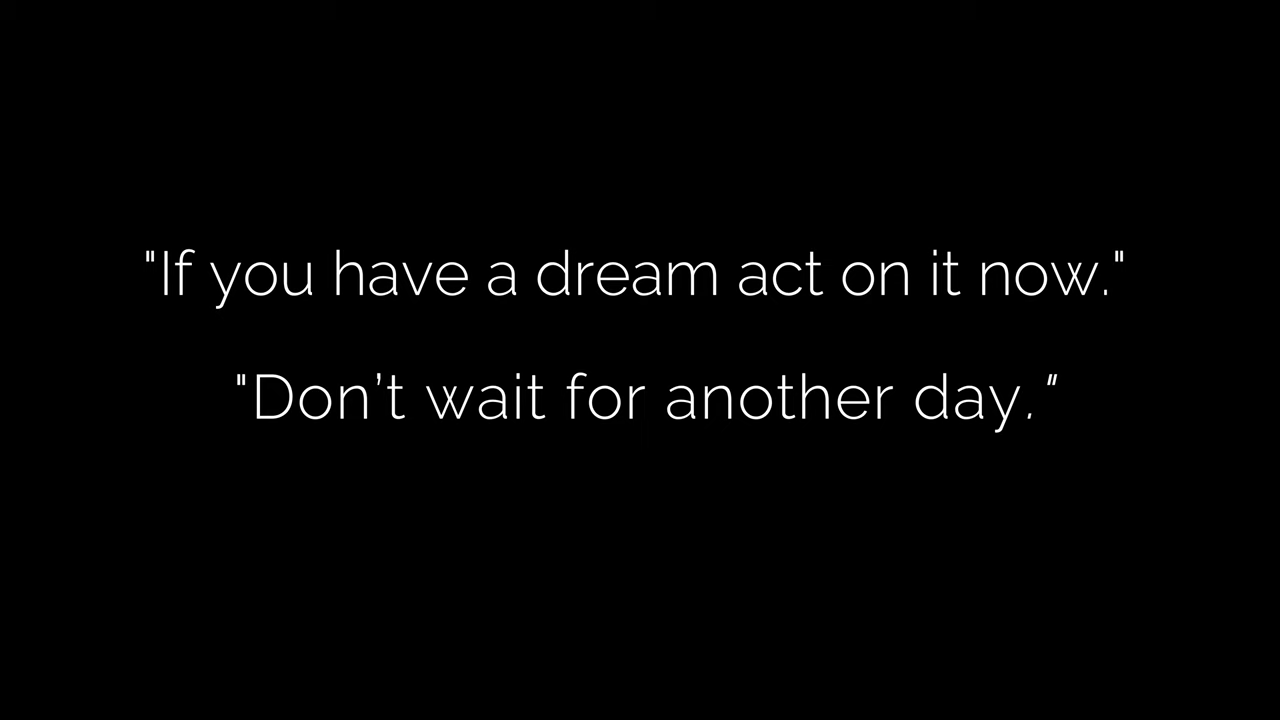 "If you have a dream act on it now."
"Don’t wait for another day."